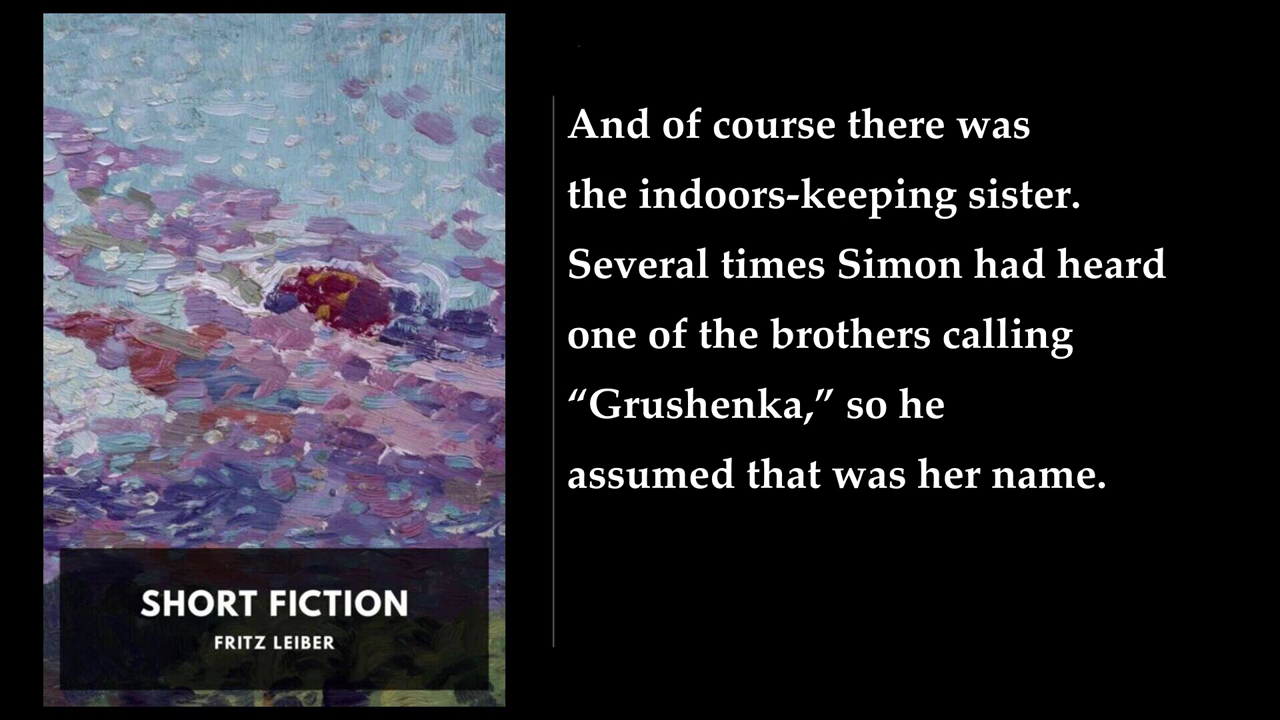 And of course there was
the indoors-keeping sister.
Several times Simon had heard
one of the brothers calling
“Grushenka,” so he
assumed that was her name.
SHORT FICTION
FRITZ LEIBER